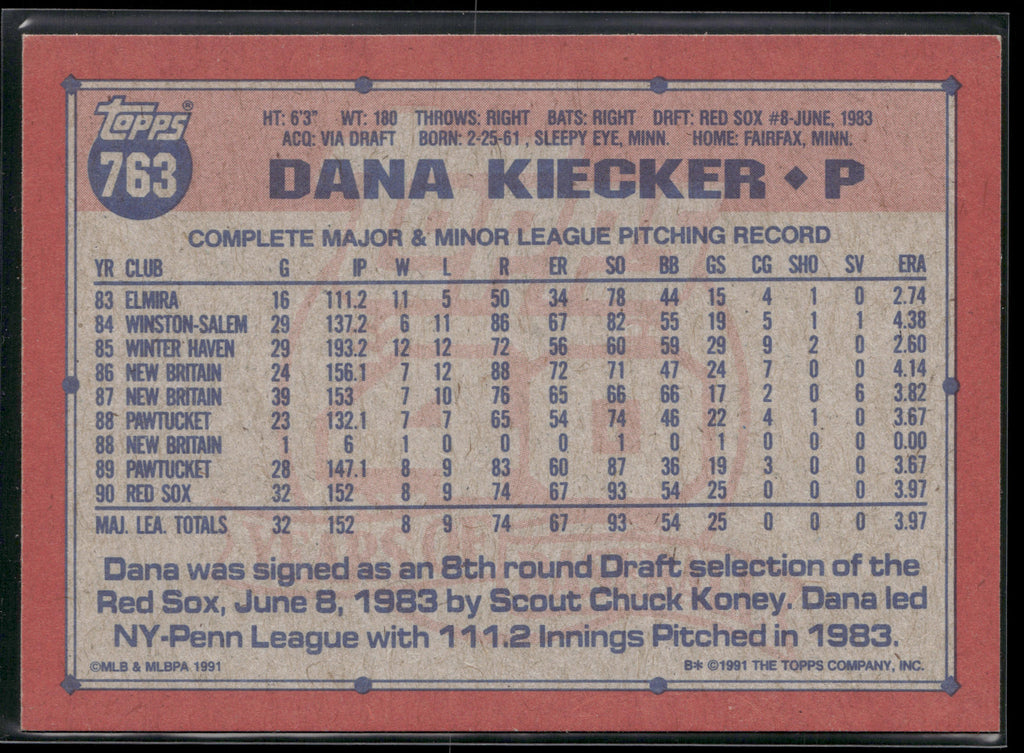 Topps®
763
HT: 6'3" WT: 180 THROWS: RIGHT BATS: RIGHT DRFT: RED SOX #8-JUNE, 1983
ACQ: VIA DRAFT BORN: 2-25-61 , SLEEPY EYE, MINN. HOME: FAIRFAX, MINN.
DANA KIECKER ◆ P
COMPLETE MAJOR & MINOR LEAGUE PITCHING RECORD
YR CLUB G IP W L R ER SO BB GS CG SHO SV ERA
83 ELMIRA 16 111.2 11 5 50 34 78 44 15 4 1 0 2.74
84 WINSTON-SALEM 29 137.2 6 11 86 67 82 55 19 5 1 1 4.38
85 WINTER HAVEN 29 193.2 12 12 72 56 60 59 29 9 2 0 2.60
86 NEW BRITAIN 24 156.1 7 12 88 72 71 47 24 7 0 0 4.14
87 NEW BRITAIN 39 153 7 10 76 65 66 66 17 2 0 6 3.82
88 PAWTUCKET 23 132.1 7 7 65 54 74 46 22 4 1 0 3.67
88 NEW BRITAIN 1 6 1 0 0 0 1 0 1 0 0 0 0.00
89 PAWTUCKET 28 147.1 8 9 83 60 87 36 19 3 0 0 3.67
90 RED SOX 32 152 8 9 74 67 93 54 25 0 0 0 3.97
MAJ. LEA. TOTALS 32 152 8 9 74 67 93 54 25 0 0 0 3.97
Dana was signed as an 8th round Draft selection of the
Red Sox, June 8, 1983 by Scout Chuck Koney. Dana led
NY-Penn League with 111.2 Innings Pitched in 1983.
©MLB & MLBPA 1991
B* ©1991 THE TOPPS COMPANY, INC.